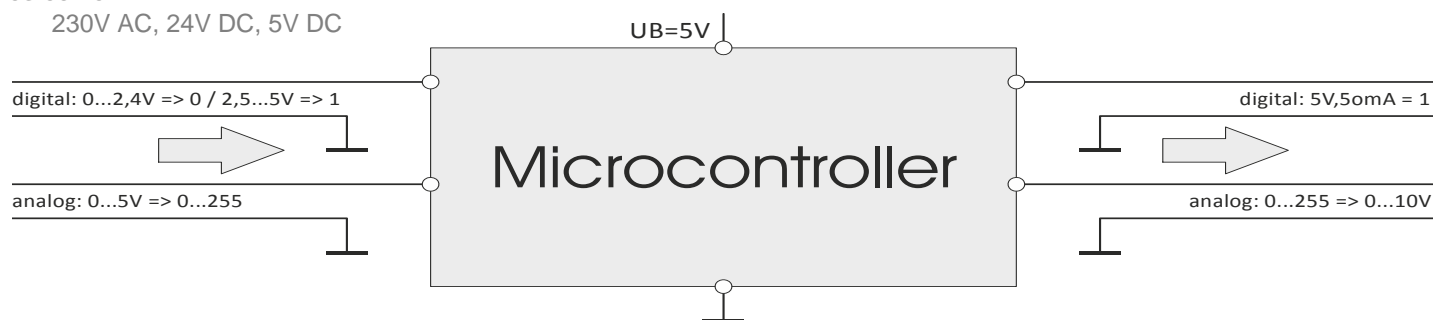 230V AC, 24V DC, 5V DC
UB=5V
digital: 0...2,4V => 0 / 2,5...5V => 1
digital: 5V,5omA = 1
Microcontroller
analog: 0...5V => 0...255
analog: 0...255 => 0...10V